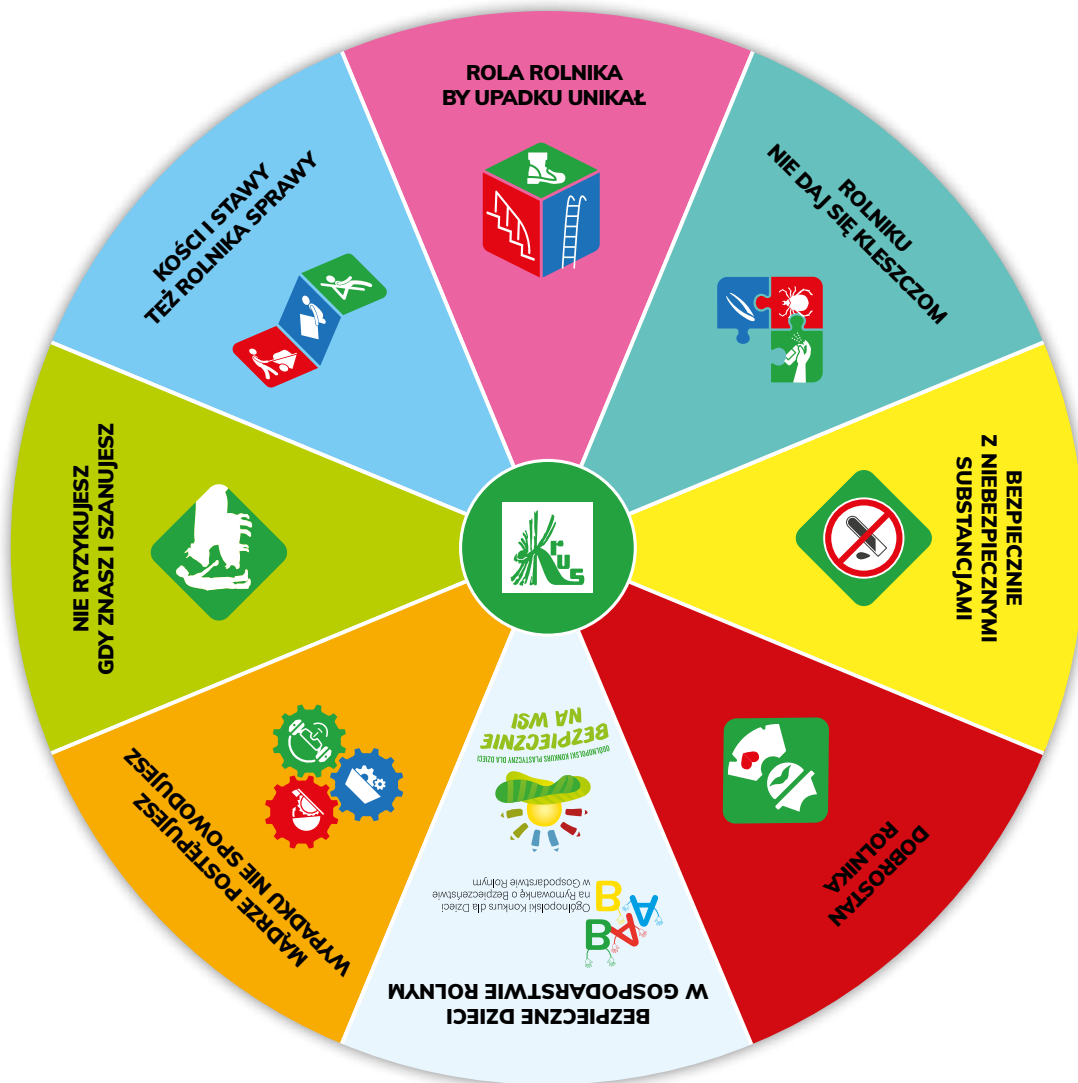 ROLA ROLNIKA
BY UPADKU UNIKAŁ
ROLNIKU
NIE DAJ SIĘ KLESZCZOM
BEZPIECZNIE
Z NIEBEZPIECZNYMI
SUBSTANCJAMI
DOBROSTAN
ROLNIKA
BEZPIECZNE DZIECI
W GOSPODARSTWIE ROLNYM
BABA
Ogólnopolski Konkurs dla Dzieci
na Rymowankę o Bezpieczeństwie
w Gospodarstwie Rolnym
OGÓLNOPOLSKI KONKURS PLASTYCZNY DLA DZIECI
BEZPIECZNIE
NA WSI
MĄDRZE POSTĘPUJESZ
WYPADKU NIE SPOWODUJESZ
NIE RYZYKUJESZ
GDY ZNASZ I SZANUJESZ
KOŚCI I STAWY
TEŻ ROLNIKA SPRAWY
Krus